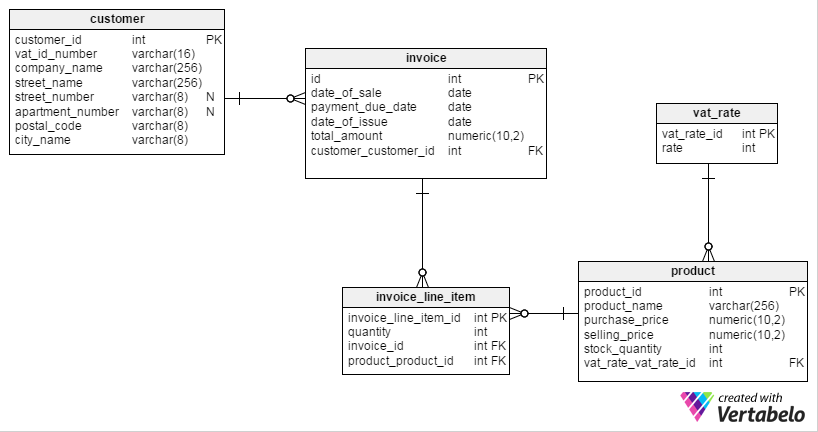 customer
customer_id int PK
vat_id_number varchar(16)
company_name varchar(256)
street_name varchar(256)
street_number varchar(8) N
apartment_number varchar(8) N
postal_code varchar(8)
city_name varchar(8)
invoice
id int PK
date_of_sale date
payment_due_date date
date_of_issue date
total_amount numeric(10,2)
customer_customer_id int FK
vat_rate
vat_rate_id int PK
rate int
invoice_line_item
invoice_line_item_id int PK
quantity int
invoice_id int FK
product_product_id int FK
product
product_id int PK
product_name varchar(256)
purchase_price numeric(10,2)
selling_price numeric(10,2)
stock_quantity int
vat_rate_vat_rate_id int FK
created with
Vertabelo